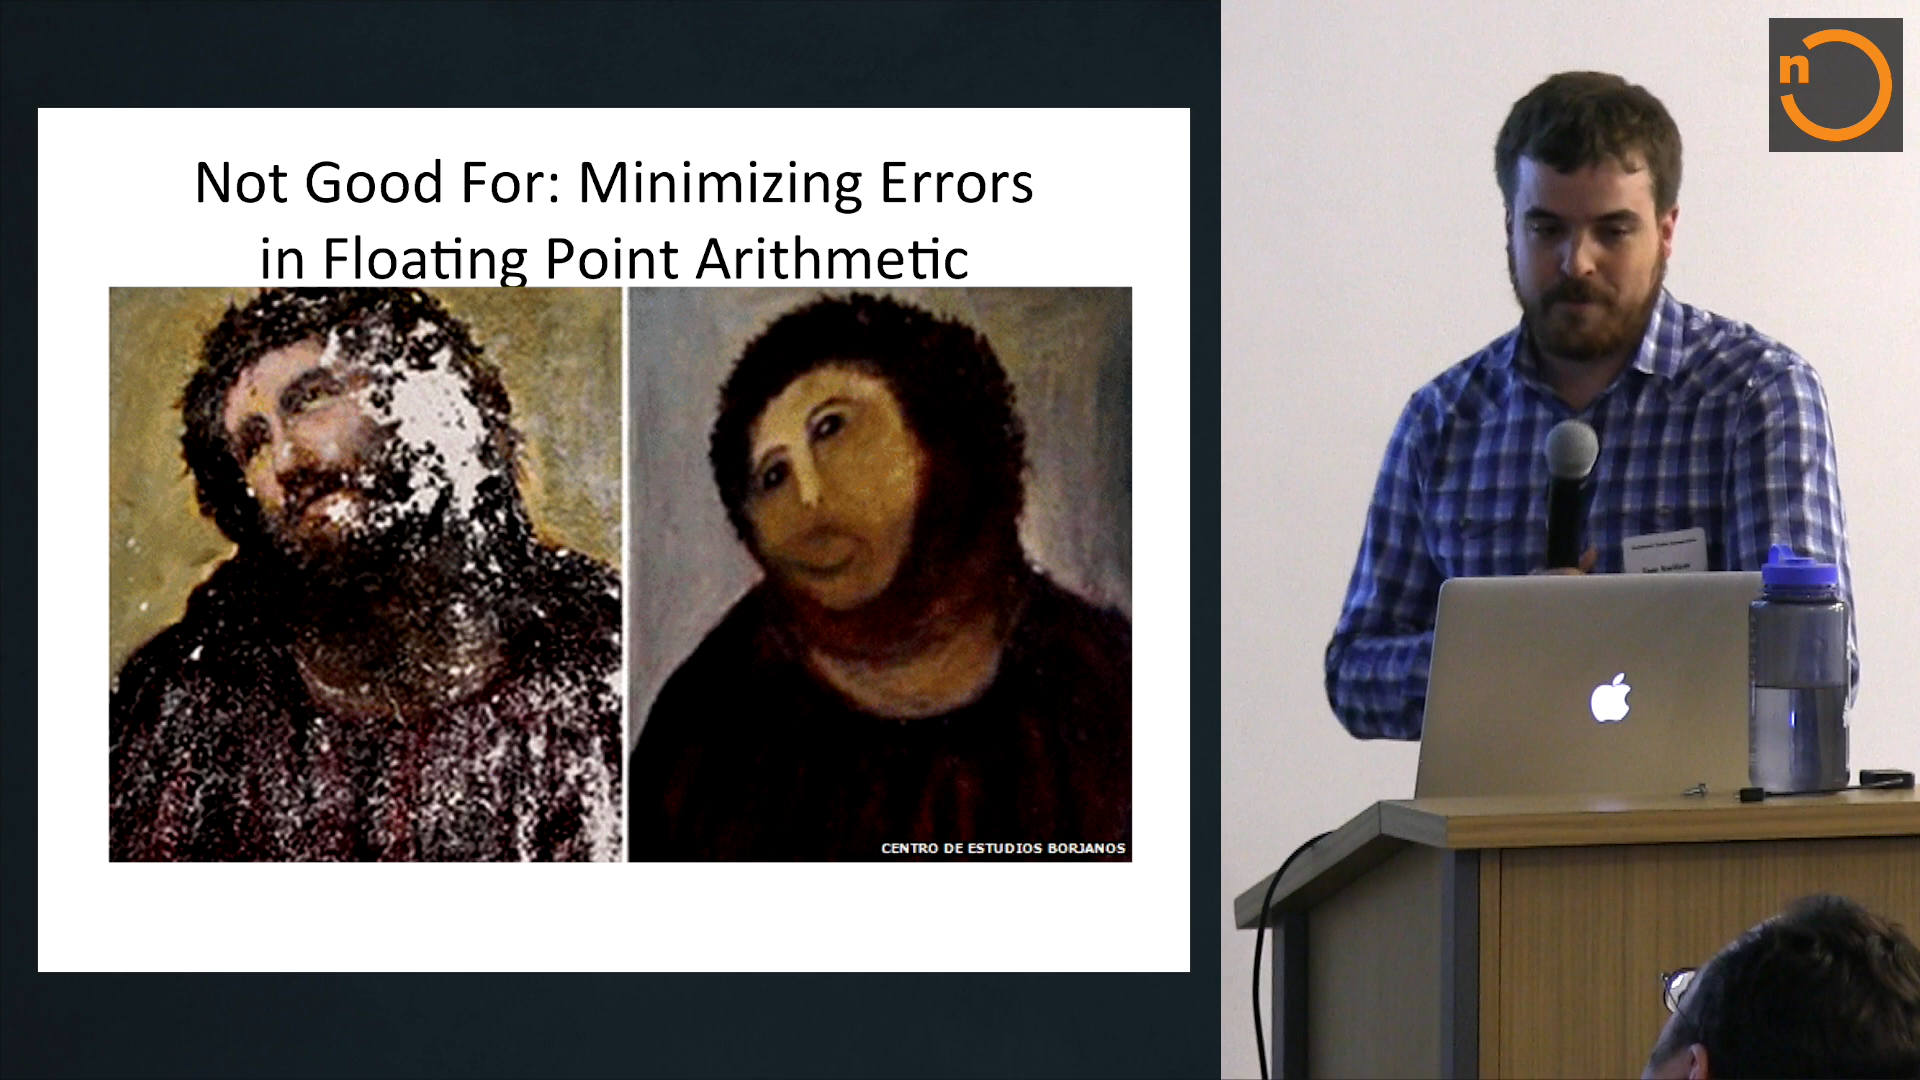 Not Good For: Minimizing Errors
in Floating Point Arithmetic
CENTRO DE ESTUDIOS BORJANOS
n